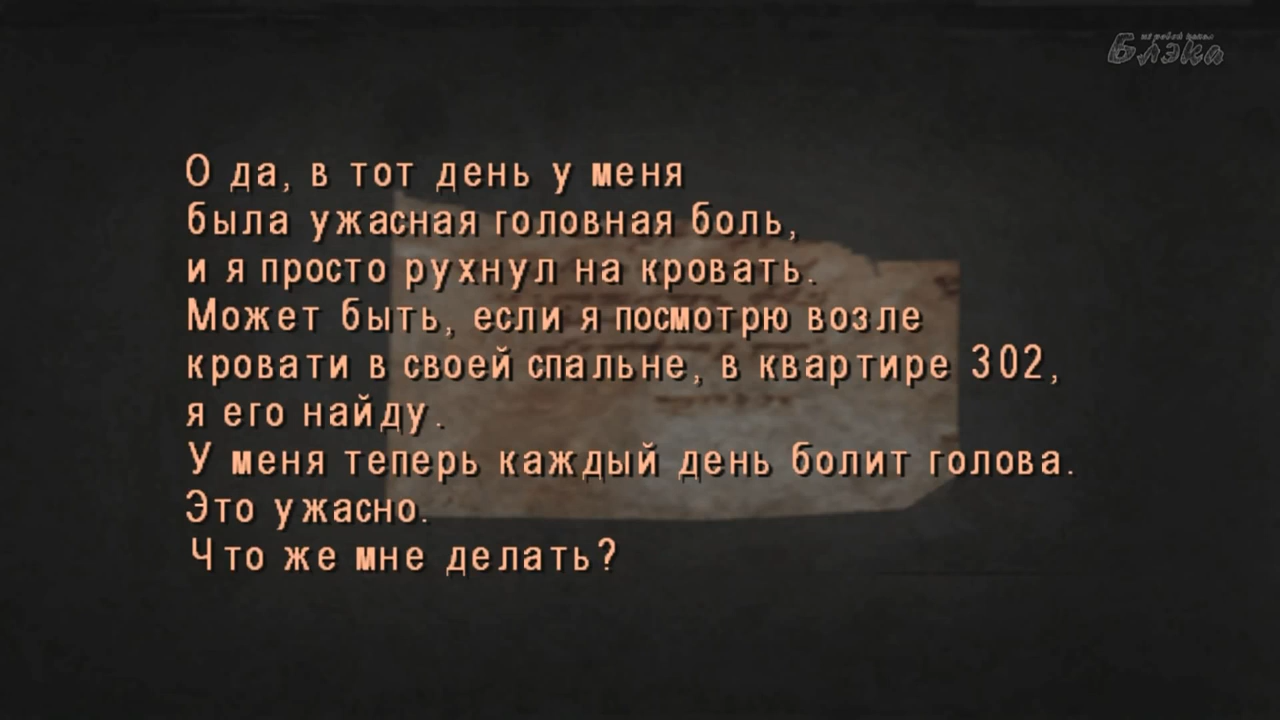 Блэка
О да, в тот день у меня
была ужасная головная боль,
и я просто рухнул на кровать.
Может быть, если я посмотрю возле
кровати в своей спальне, в квартире 302,
я его найду.
У меня теперь каждый день болит голова.
Это ужасно.
Что же мне делать?